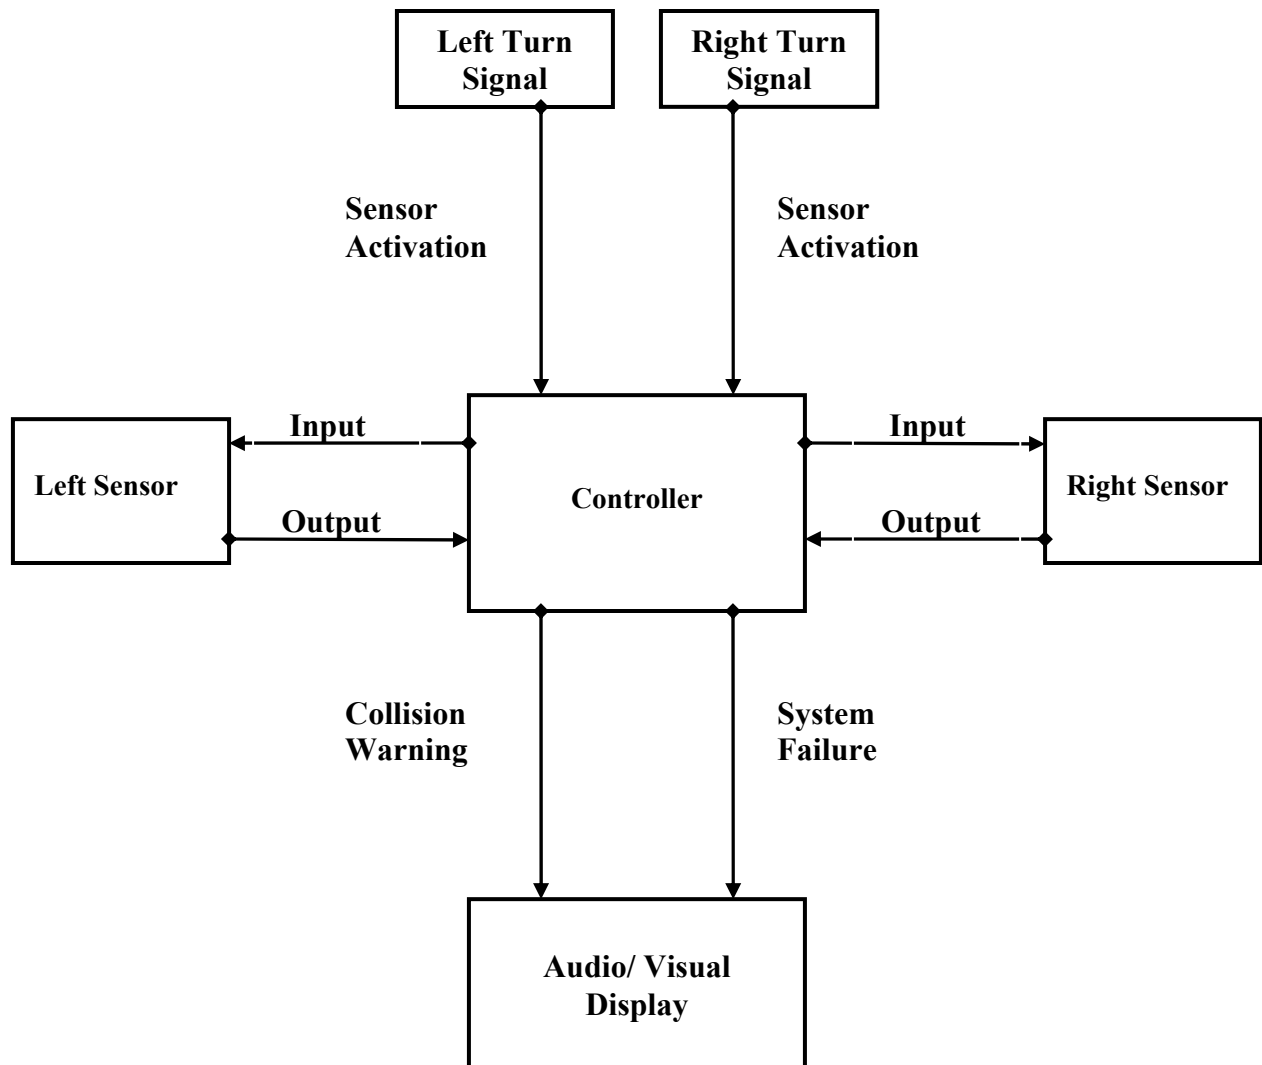 Left Turn
Signal
Right Turn
Signal
Sensor
Activation
Sensor
Activation
Input
Input
Left Sensor
Controller
Right Sensor
Output
Output
Collision
Warning
System
Failure
Audio/ Visual
Display